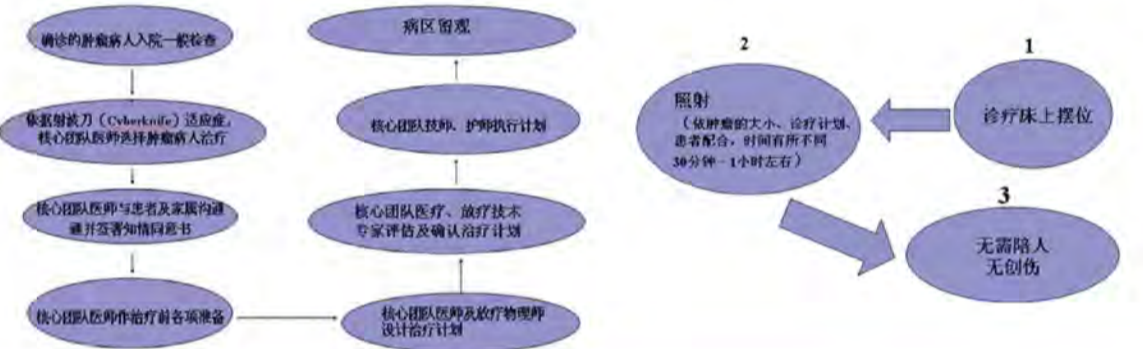 确诊的肿瘤病人入院一般检查
依据射波刀（Cyberknife）适应症，
核心团队医师选择肿瘤病人治疗
核心团队医师与患者及家属沟通
通并签署知情同意书
核心团队医师作治疗前各项准备
核心团队医师及放疗物理师
设计治疗计划
核心团队医疗、放疗技术
专家评估及确认治疗计划
核心团队技师、护师执行计划
病区留观
1
诊疗床上摆位
2
照射
（依肿瘤的大小、诊疗计划、
患者配合，时间有所不同
30分钟－1小时左右）
3
无需陪人
无创伤